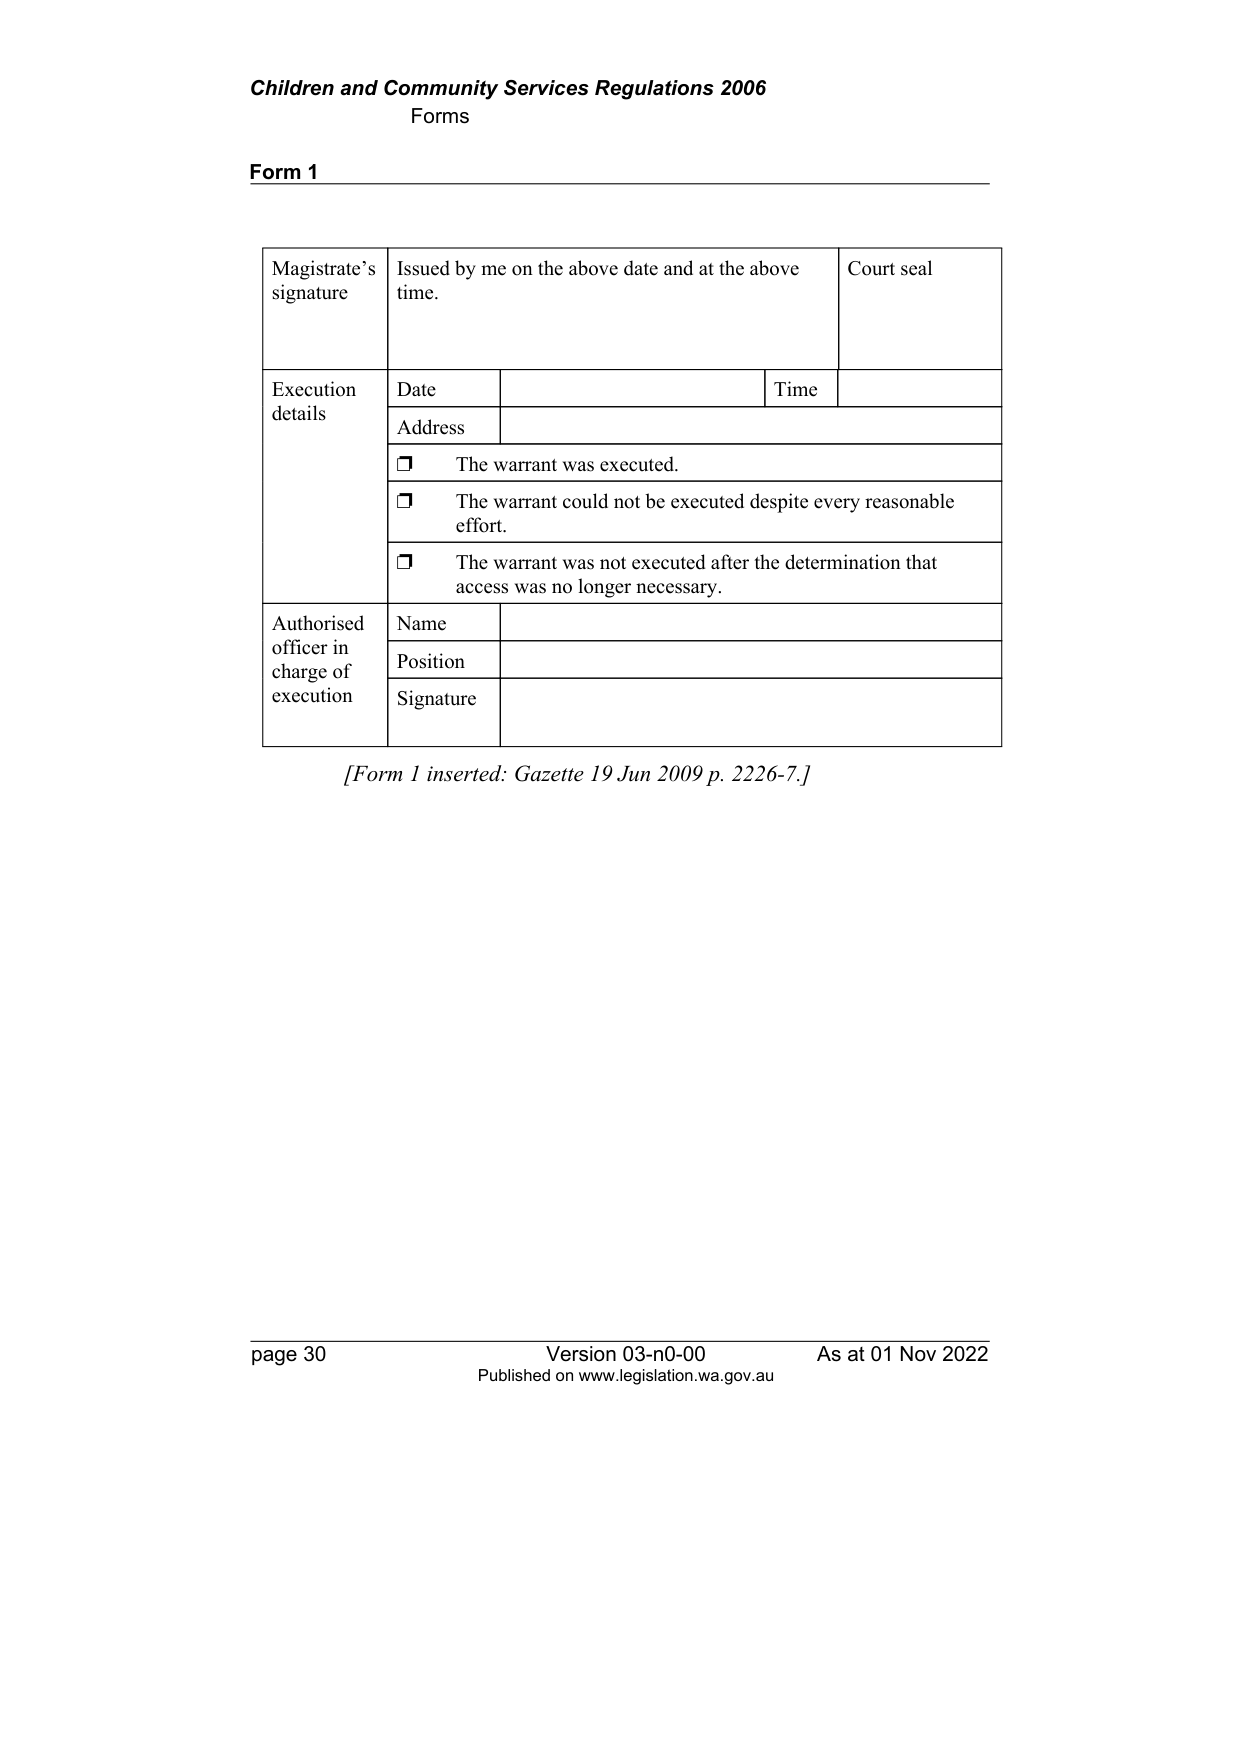 Children and Community Services Regulations 2006
Forms
Form 1
Magistrate’s
signature
Issued by me on the above date and at the above
time.
Court seal
Execution
details
Date
Time
Address
❒ The warrant was executed.
❒ The warrant could not be executed despite every reasonable
effort.
❒ The warrant was not executed after the determination that
access was no longer necessary.
Authorised
officer in
charge of
execution
Name
Position
Signature
[Form 1 inserted: Gazette 19 Jun 2009 p. 2226-7.]
page 30 Version 03-n0-00 As at 01 Nov 2022
Published on www.legislation.wa.gov.au